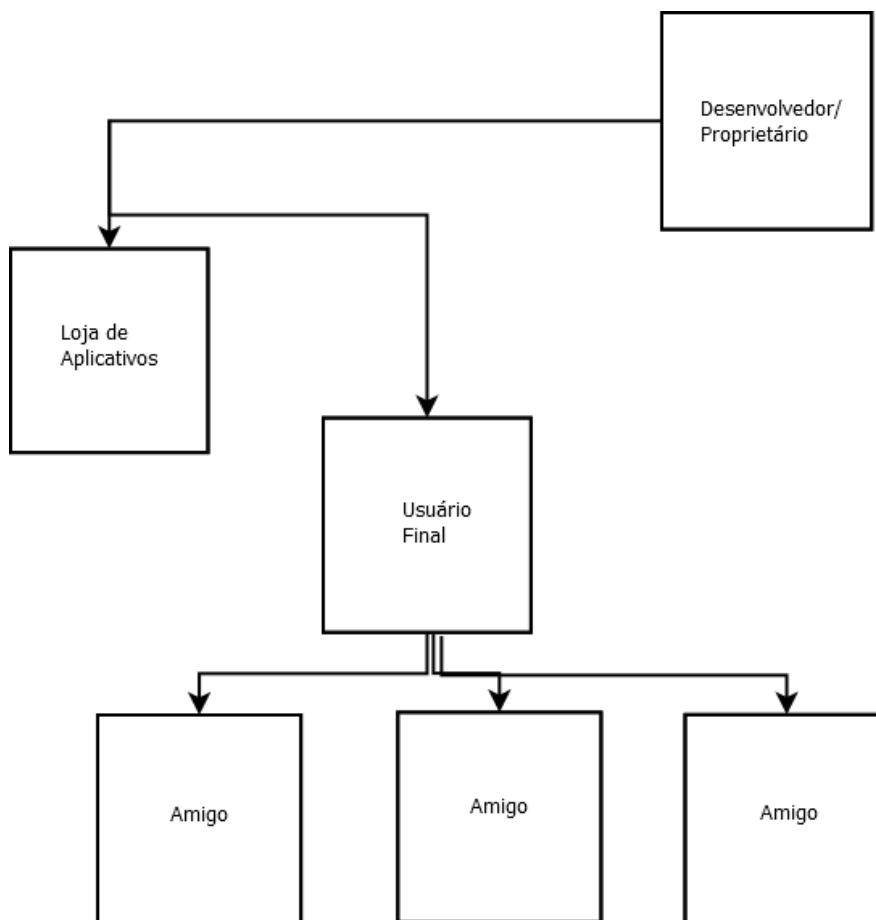 Desenvolvedor/
Proprietário
Loja de
Aplicativos
Usuário
Final
Amigo
Amigo
Amigo